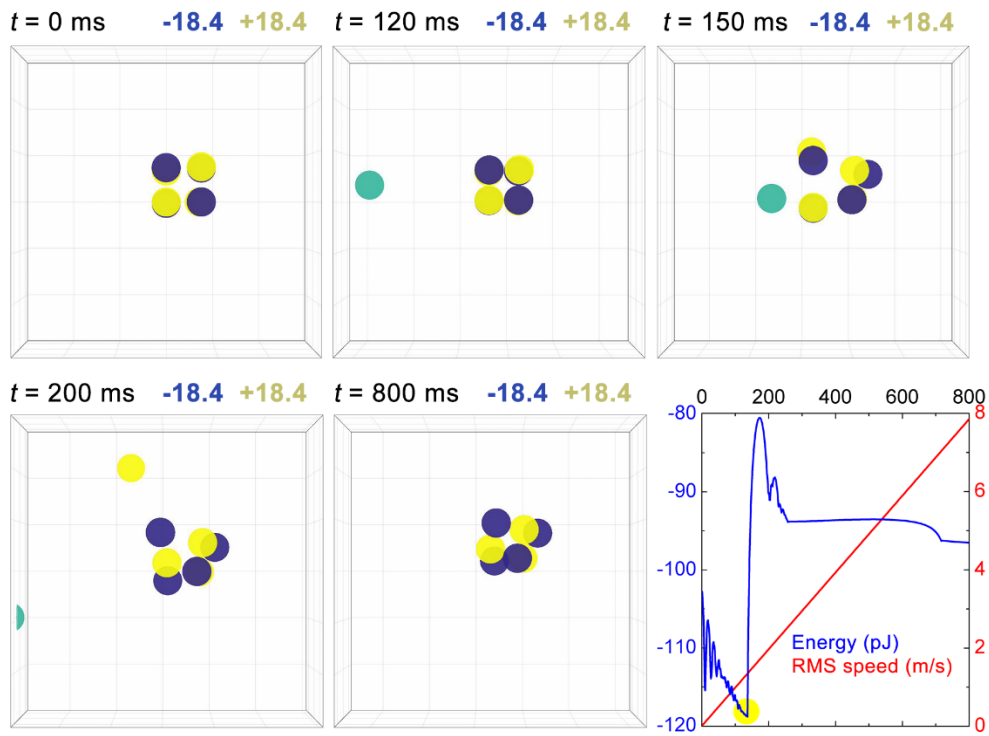 t = 0 ms -18.4 +18.4
t = 120 ms -18.4 +18.4
t = 150 ms -18.4 +18.4
t = 200 ms -18.4 +18.4
t = 800 ms -18.4 +18.4
0 200 400 600 800
-80 8
-90 6
-100 4
-110 2
-120 0
Energy (pJ)
RMS speed (m/s)